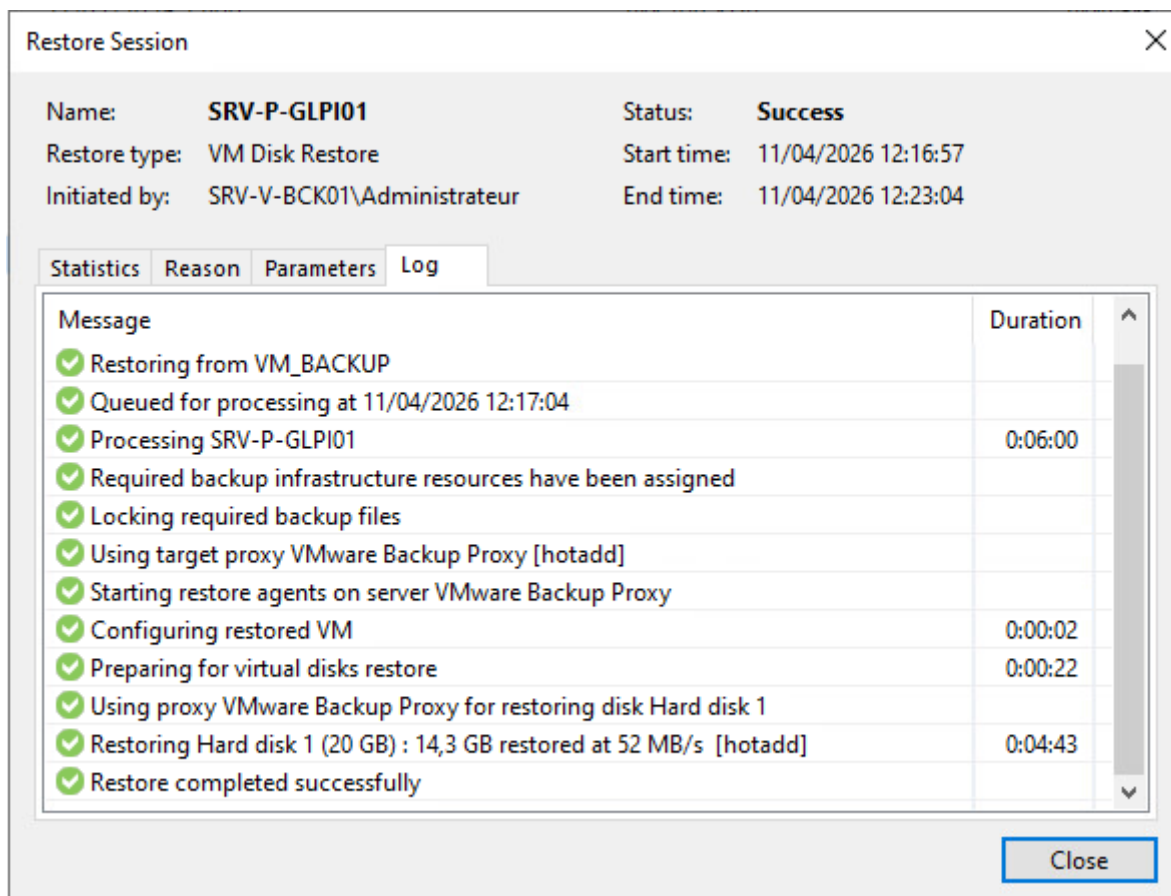 Restore Session
Name: SRV-P-GLPI01 Status: Success
Restore type: VM Disk Restore Start time: 11/04/2026 12:16:57
Initiated by: SRV-V-BCK01\Administrateur End time: 11/04/2026 12:23:04
Statistics Reason Parameters Log
Message Duration
Restoring from VM_BACKUP
Queued for processing at 11/04/2026 12:17:04
Processing SRV-P-GLPI01 0:06:00
Required backup infrastructure resources have been assigned
Locking required backup files
Using target proxy VMware Backup Proxy [hotadd]
Starting restore agents on server VMware Backup Proxy
Configuring restored VM 0:00:02
Preparing for virtual disks restore 0:00:22
Using proxy VMware Backup Proxy for restoring disk Hard disk 1
Restoring Hard disk 1 (20 GB) : 14,3 GB restored at 52 MB/s [hotadd] 0:04:43
Restore completed successfully
Close